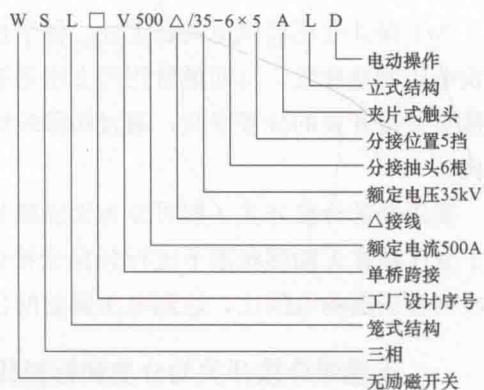 W S L □ V 500 △/35-6×5 A L D
电动操作
立式结构
夹片式触头
分接位置5挡
分接抽头6根
额定电压35kV
△接线
额定电流500A
单桥跨接
工厂设计序号
笼式结构
三相
无励磁开关